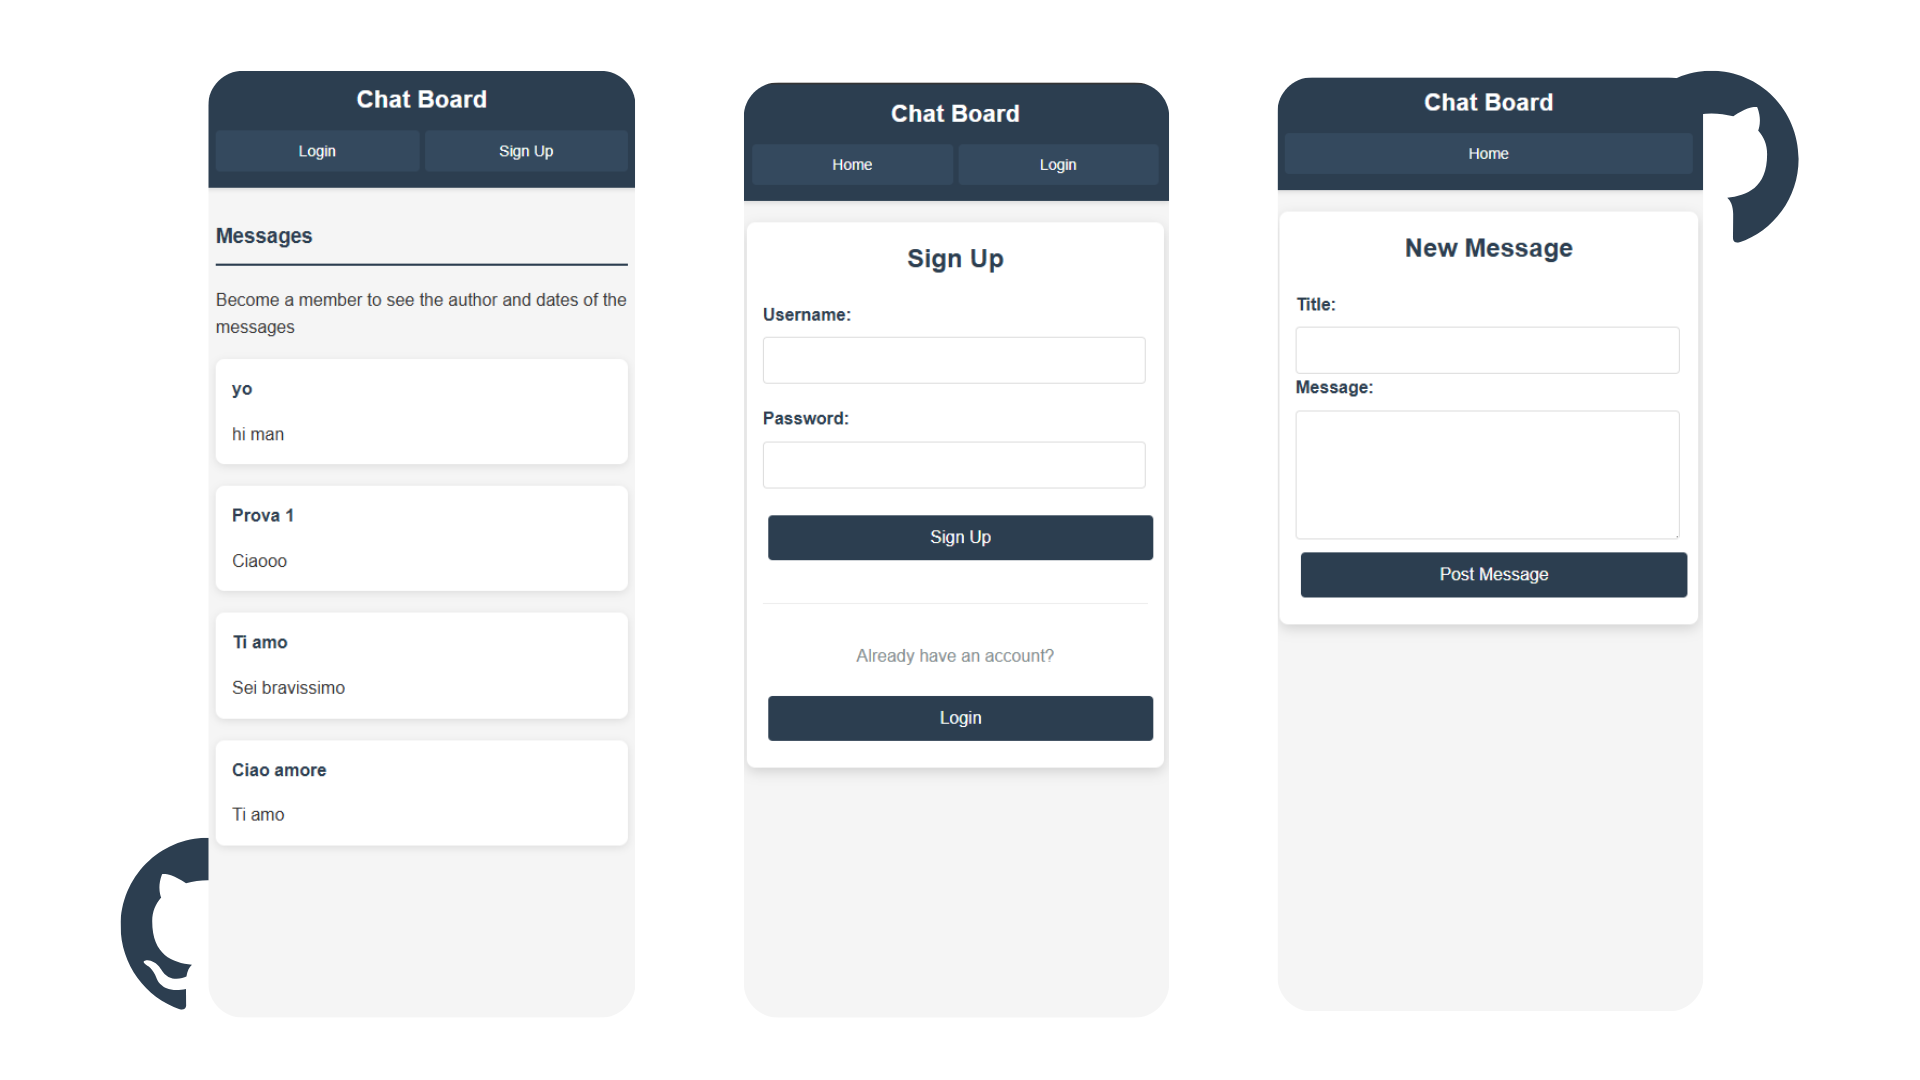 Chat Board
Login
Sign Up
Messages
Become a member to see the author and dates of the
messages
yo
hi man
Prova 1
Ciaooo
Ti amo
Sei bravissimo
Ciao amore
Ti amo
Chat Board
Home
Login
Sign Up
Username:
Password:
Sign Up
Already have an account?
Login
Chat Board
Home
New Message
Title:
Message:
Post Message